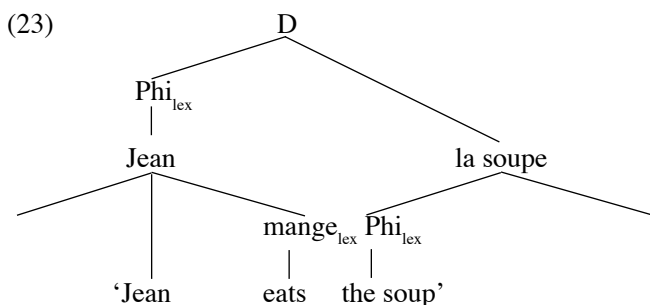 (23) D
Phi_lex
Jean la soupe
mange_lex Phi_lex
‘Jean eats the soup’